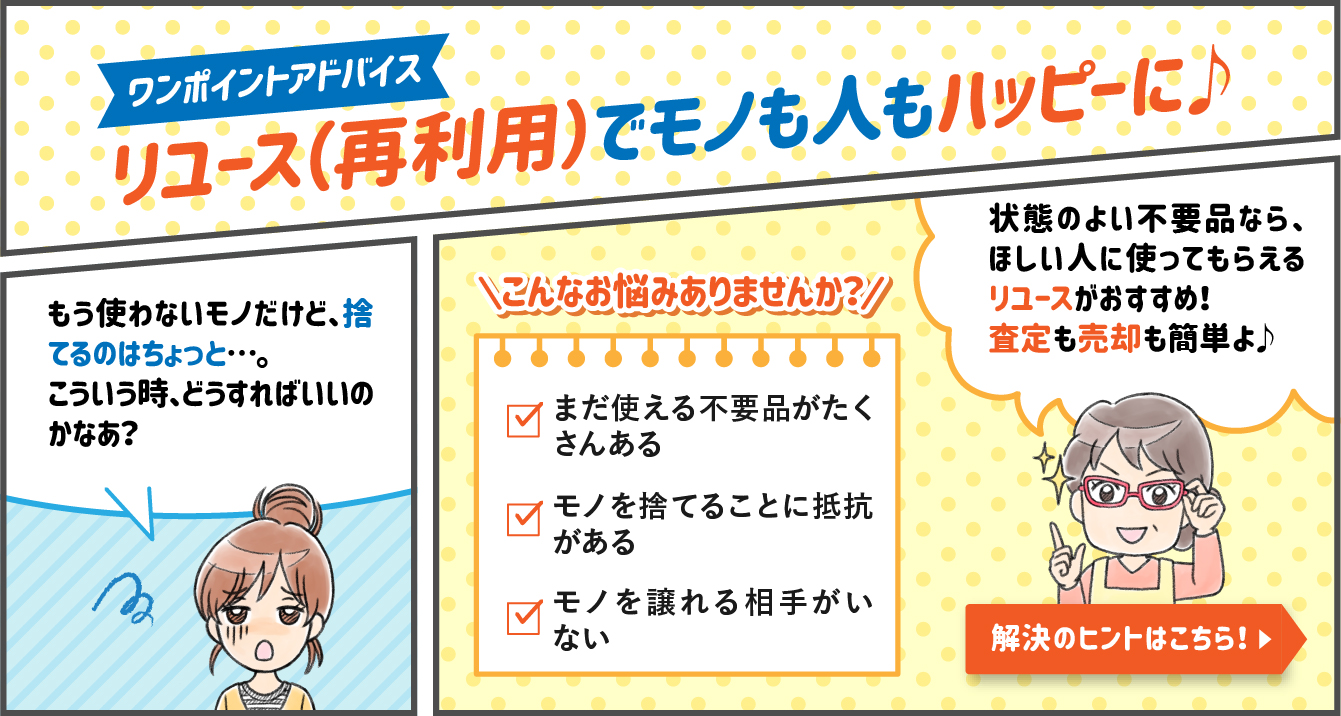 ワンポイントアドバイス
リユース(再利用)でモノも人もハッピーに♪
もう使わないモノだけど、捨
てるのはちょっと…。
こういう時、どうすればいいの
かなあ?
\こんなお悩みありませんか?//
まだ使える不要品がたく
さんある
モノを捨てることに抵抗
がある
モノを譲れる相手がい
ない
状態のよい不要品なら、
ほしい人に使ってもらえる
リユースがおすすめ!
査定も売却も簡単よ♪
解決のヒントはこちら!